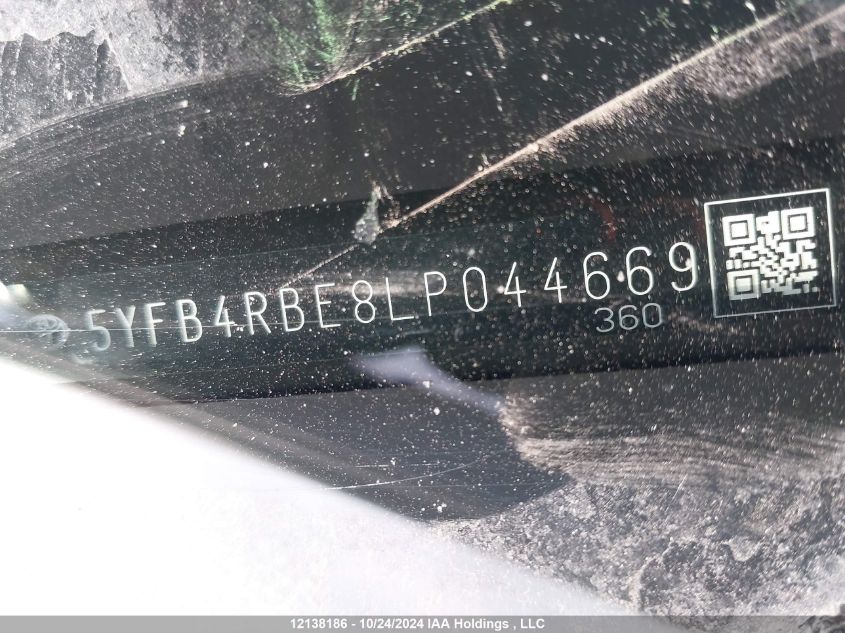 5YFB4RBE8LP044669
360
12138186 - 10/24/2024 IAA Holdings , LLC